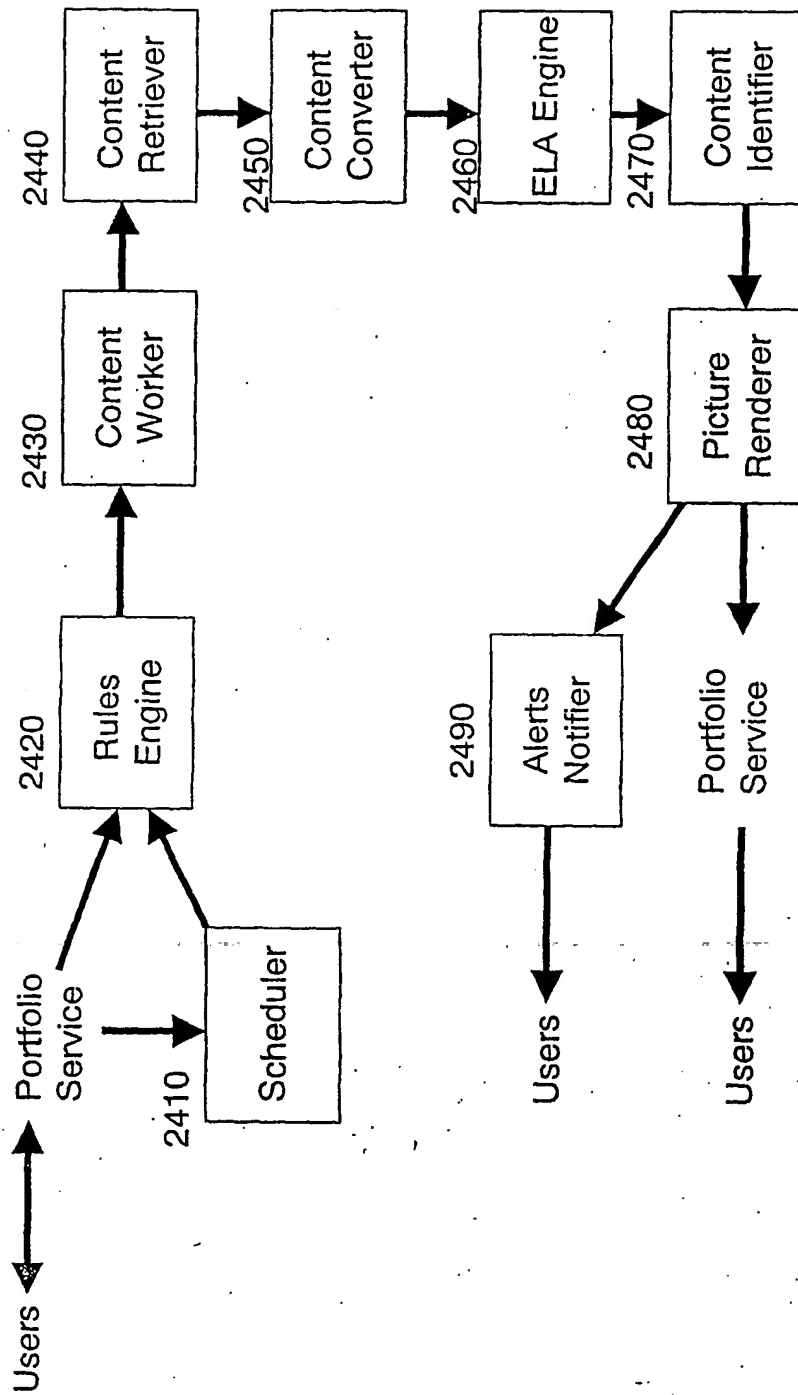 Users
Portfolio
Service
2410
Scheduler
2420
Rules
Engine
2430
Content
Worker
2440
Content
Retriever
2450
Content
Converter
2460
ELA Engine
2470
Content
Identifier
2480
Picture
Renderer
2490
Alerts
Notifier
Users
Portfolio
Service
Users